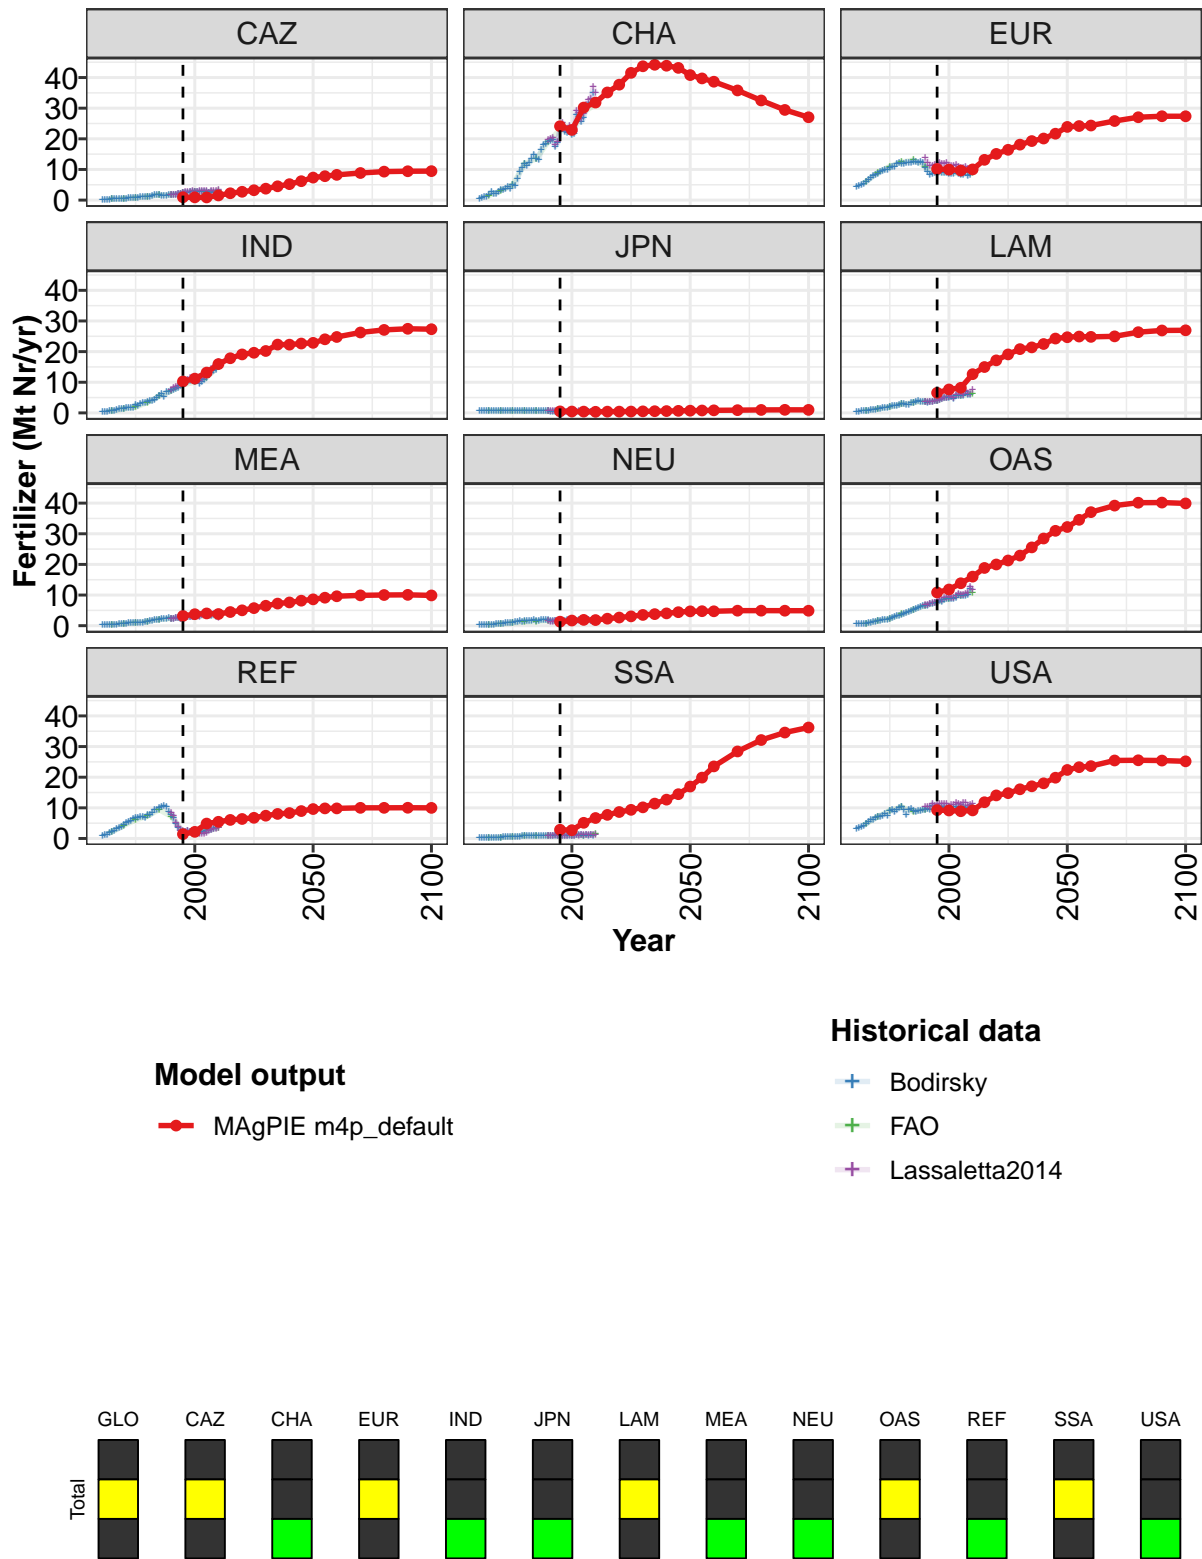 CAZ CHA EUR
40
30
20
10
0
IND JPN LAM
40
30
20
10
0
MEA NEU OAS
40
30
20
10
0
REF SSA USA
40
30
20
10
0
Fertilizer (Mt Nr/yr)
2000 2050 2100 2000 2050 2100 2000 2050 2100
Year
Model output
MAgPIE m4p_default
Historical data
Bodirsky
FAO
Lassaletta2014
GLO CAZ CHA EUR IND JPN LAM MEA NEU OAS REF SSA USA
Total